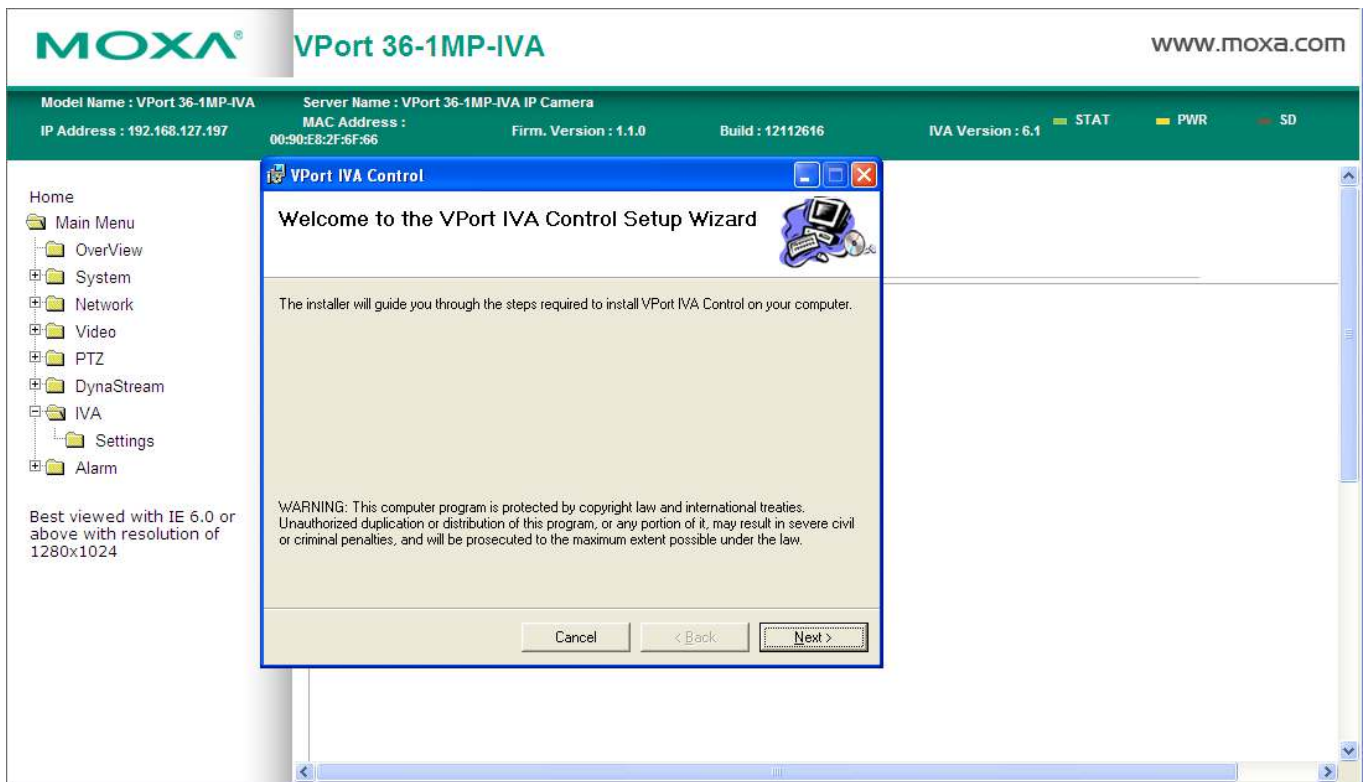 MOXA®
VPort 36-1MP-IVA
www.moxa.com
Model Name : VPort 36-1MP-IVA
Server Name : VPort 36-1MP-IVA IP Camera
IP Address : 192.168.127.197
MAC Address :
00:90:E8:2F:6F:66
Firm. Version : 1.1.0
Build : 12112616
IVA Version : 6.1
STAT
PWR
SD
Home
Main Menu
OverView
System
Network
Video
PTZ
DynaStream
IVA
Settings
Alarm
Best viewed with IE 6.0 or
above with resolution of
1280x1024
VPort IVA Control
Welcome to the VPort IVA Control Setup Wizard
The installer will guide you through the steps required to install VPort IVA Control on your computer.
WARNING: This computer program is protected by copyright law and international treaties.
Unauthorized duplication or distribution of this program, or any portion of it, may result in severe civil
or criminal penalties, and will be prosecuted to the maximum extent possible under the law.
Cancel
< Back
Next >